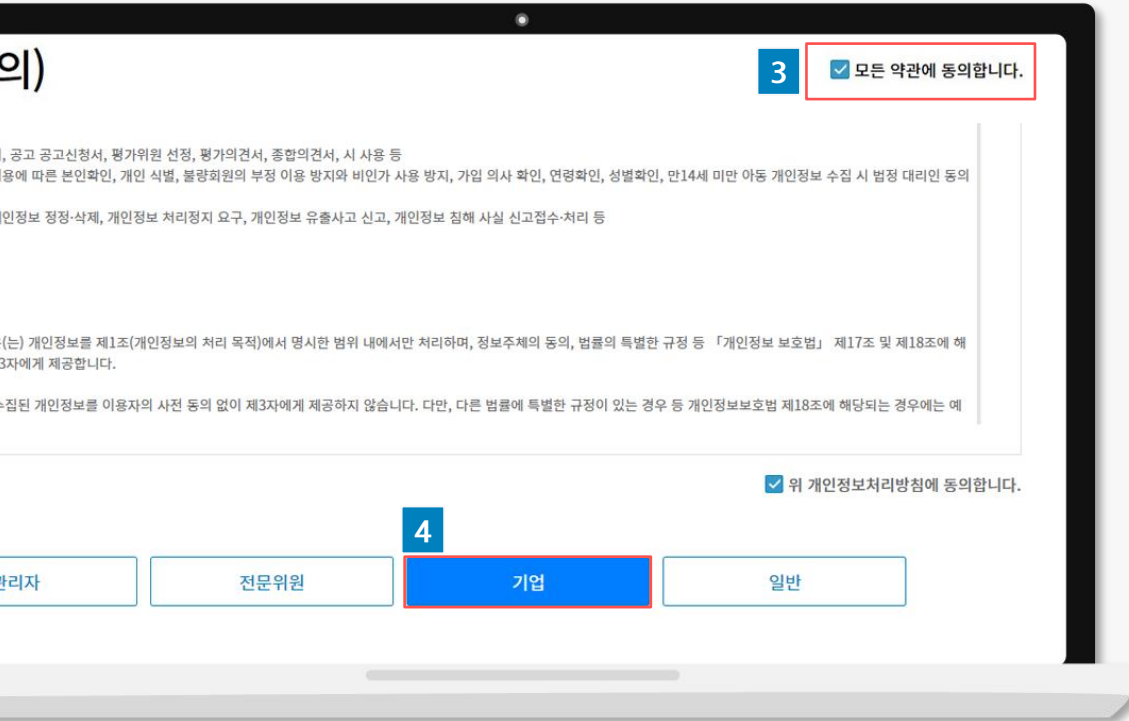 의)
3
모든 약관에 동의합니다.
, 공고 공고신청서, 평가위원 선정, 평가의견서, 종합의견서, 시 사용 등
용에 따른 본인확인, 개인 식별, 불량회원의 부정 이용 방지와 비인가 사용 방지, 가입 의사 확인, 연령확인, 성별확인, 만14세 미만 아동 개인정보 수집 시 법정 대리인 동의
인정보 정정·삭제, 개인정보 처리정지 요구, 개인정보 유출사고 신고, 개인정보 침해 사실 신고접수·처리 등
(는) 개인정보를 제1조(개인정보의 처리 목적)에서 명시한 범위 내에서만 처리하며, 정보주체의 동의, 법률의 특별한 규정 등 「개인정보 보호법」 제17조 및 제18조에 해
3자에게 제공합니다.
수집된 개인정보를 이용자의 사전 동의 없이 제3자에게 제공하지 않습니다. 다만, 다른 법률에 특별한 규정이 있는 경우 등 개인정보보호법 제18조에 해당되는 경우에는 예
위 개인정보처리방침에 동의합니다.
4
관리자 전문위원 기업 일반